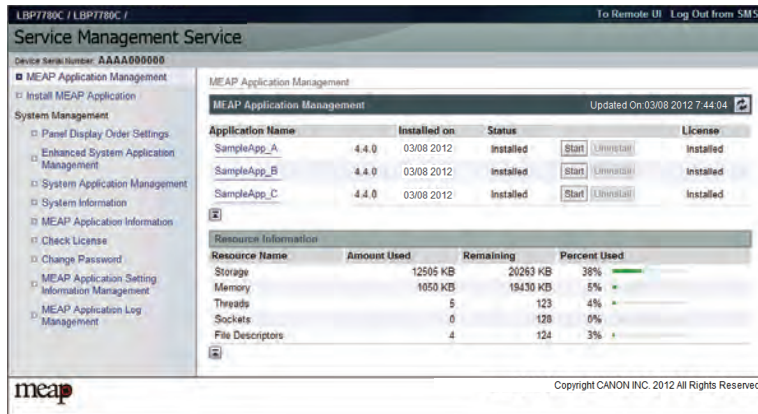 LBP7780C / LBP7780C /
To Remote UI Log Out from SMS
Service Management Service
Device Serial Number: AAAA000000
MEAP Application Management
Install MEAP Application
System Management
Panel Display Order Settings
Enhanced System Application
Management
System Application Management
System Information
MEAP Application Information
Check License
Change Password
MEAP Application Setting
Information Management
MEAP Application Log
Management
MEAP Application Management
MEAP Application Management Updated On:03/08 2012 7:44:04
Application Name Installed on Status License
SampleApp_A 4.4.0 03/08 2012 Installed Start Uninstall Installed
SampleApp_B 4.4.0 03/08 2012 Installed Start Uninstall Installed
SampleApp_C 4.4.0 03/08 2012 Installed Start Uninstall Installed
Resource Information
Resource Name Amount Used Remaining Percent Used
Storage 12505 KB 20263 KB 38%
Memory 1050 KB 19430 KB 5%
Threads 5 123 4%
Sockets 0 128 0%
File Descriptors 4 124 3%
meap
Copyright CANON INC. 2012 All Rights Reserved